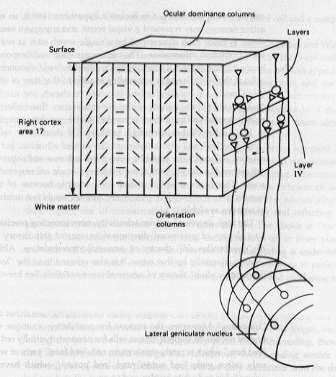 Ocular dominance columns
Layers
Surface
Right cortex
area 17
Layer
IV
White matter
Orientation
columns
Lateral geniculate nucleus